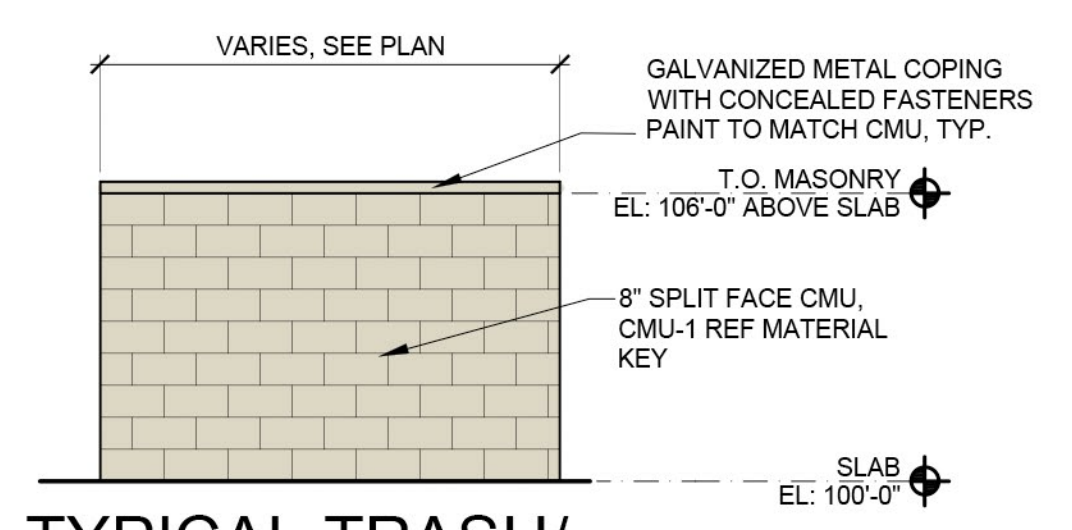 VARIES, SEE PLAN
GALVANIZED METAL COPING
WITH CONCEALED FASTENERS
PAINT TO MATCH CMU, TYP.
T.O. MASONRY
EL: 106'-0" ABOVE SLAB
8" SPLIT FACE CMU,
CMU-1 REF MATERIAL
KEY
SLAB
EL: 100'-0"
TYPICAL TRASH/